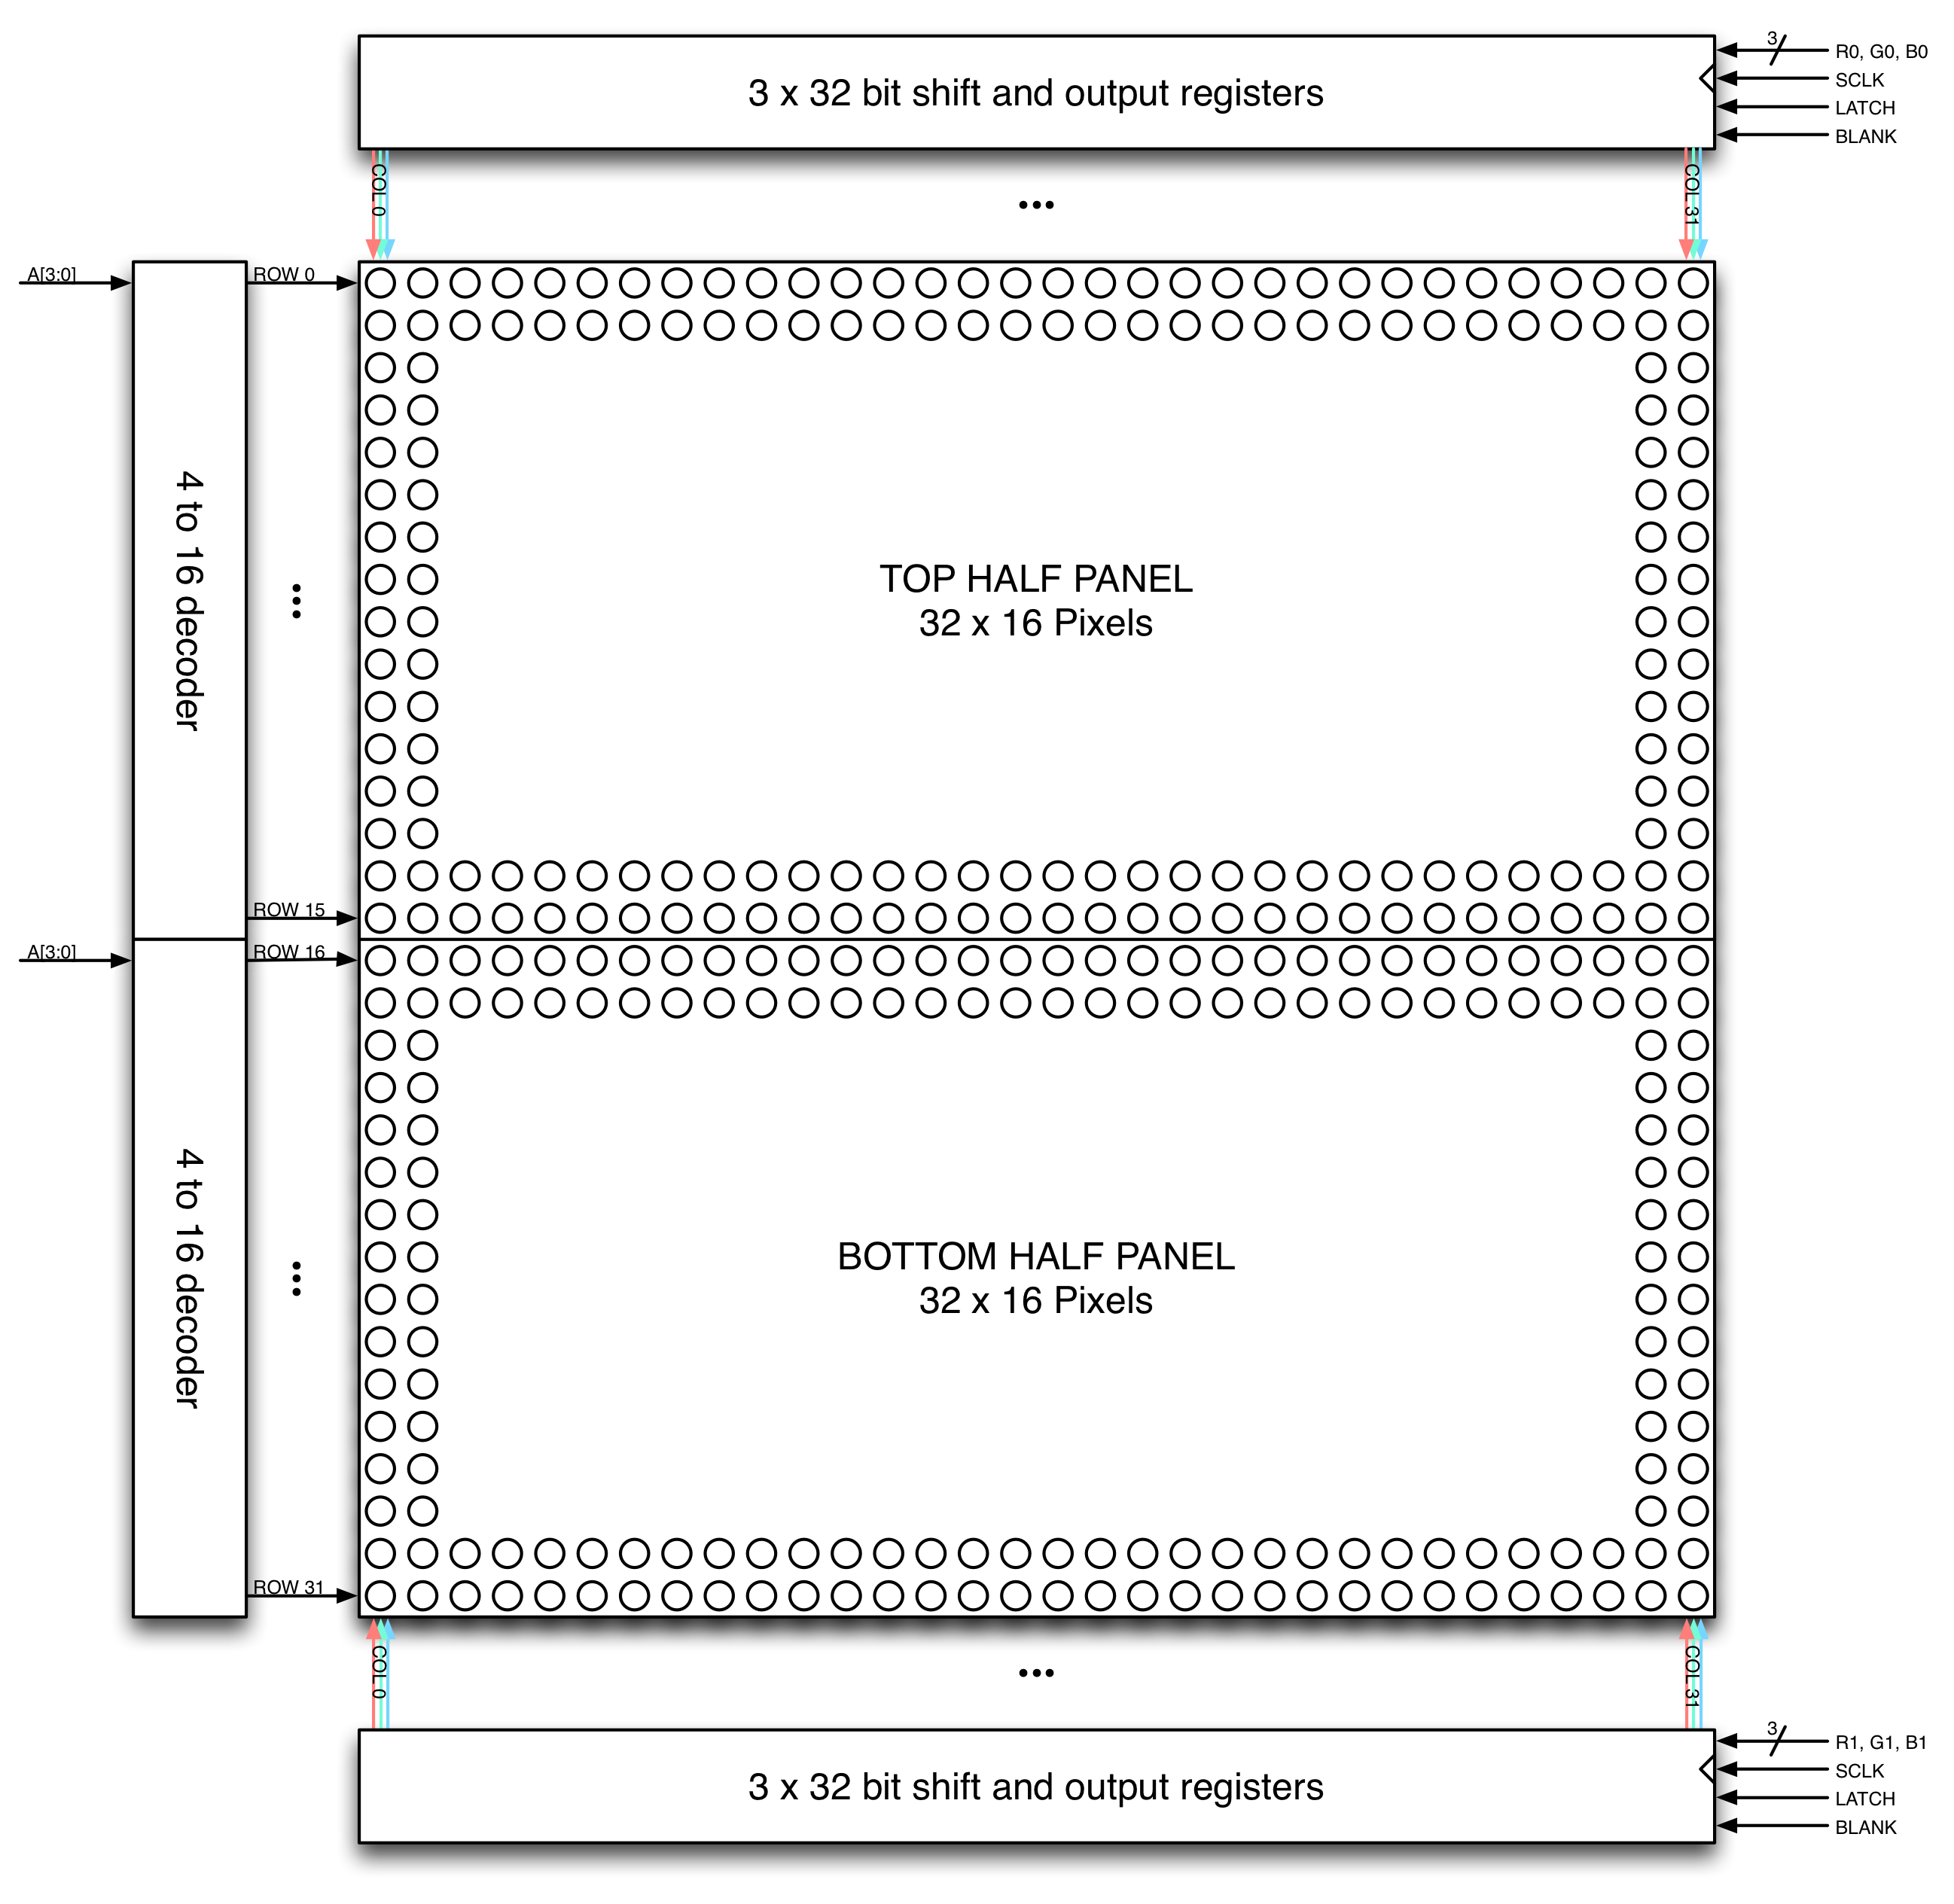 3 x 32 bit shift and output registers
3
R0, G0, B0
SCLK
LATCH
BLANK
COL 0
...
COL 31
A[3:0]
ROW 0
4 to 16 decoder
...
TOP HALF PANEL
32 x 16 Pixels
ROW 15
A[3:0]
ROW 16
4 to 16 decoder
...
BOTTOM HALF PANEL
32 x 16 Pixels
ROW 31
COL 0
...
COL 31
3 x 32 bit shift and output registers
3
R1, G1, B1
SCLK
LATCH
BLANK